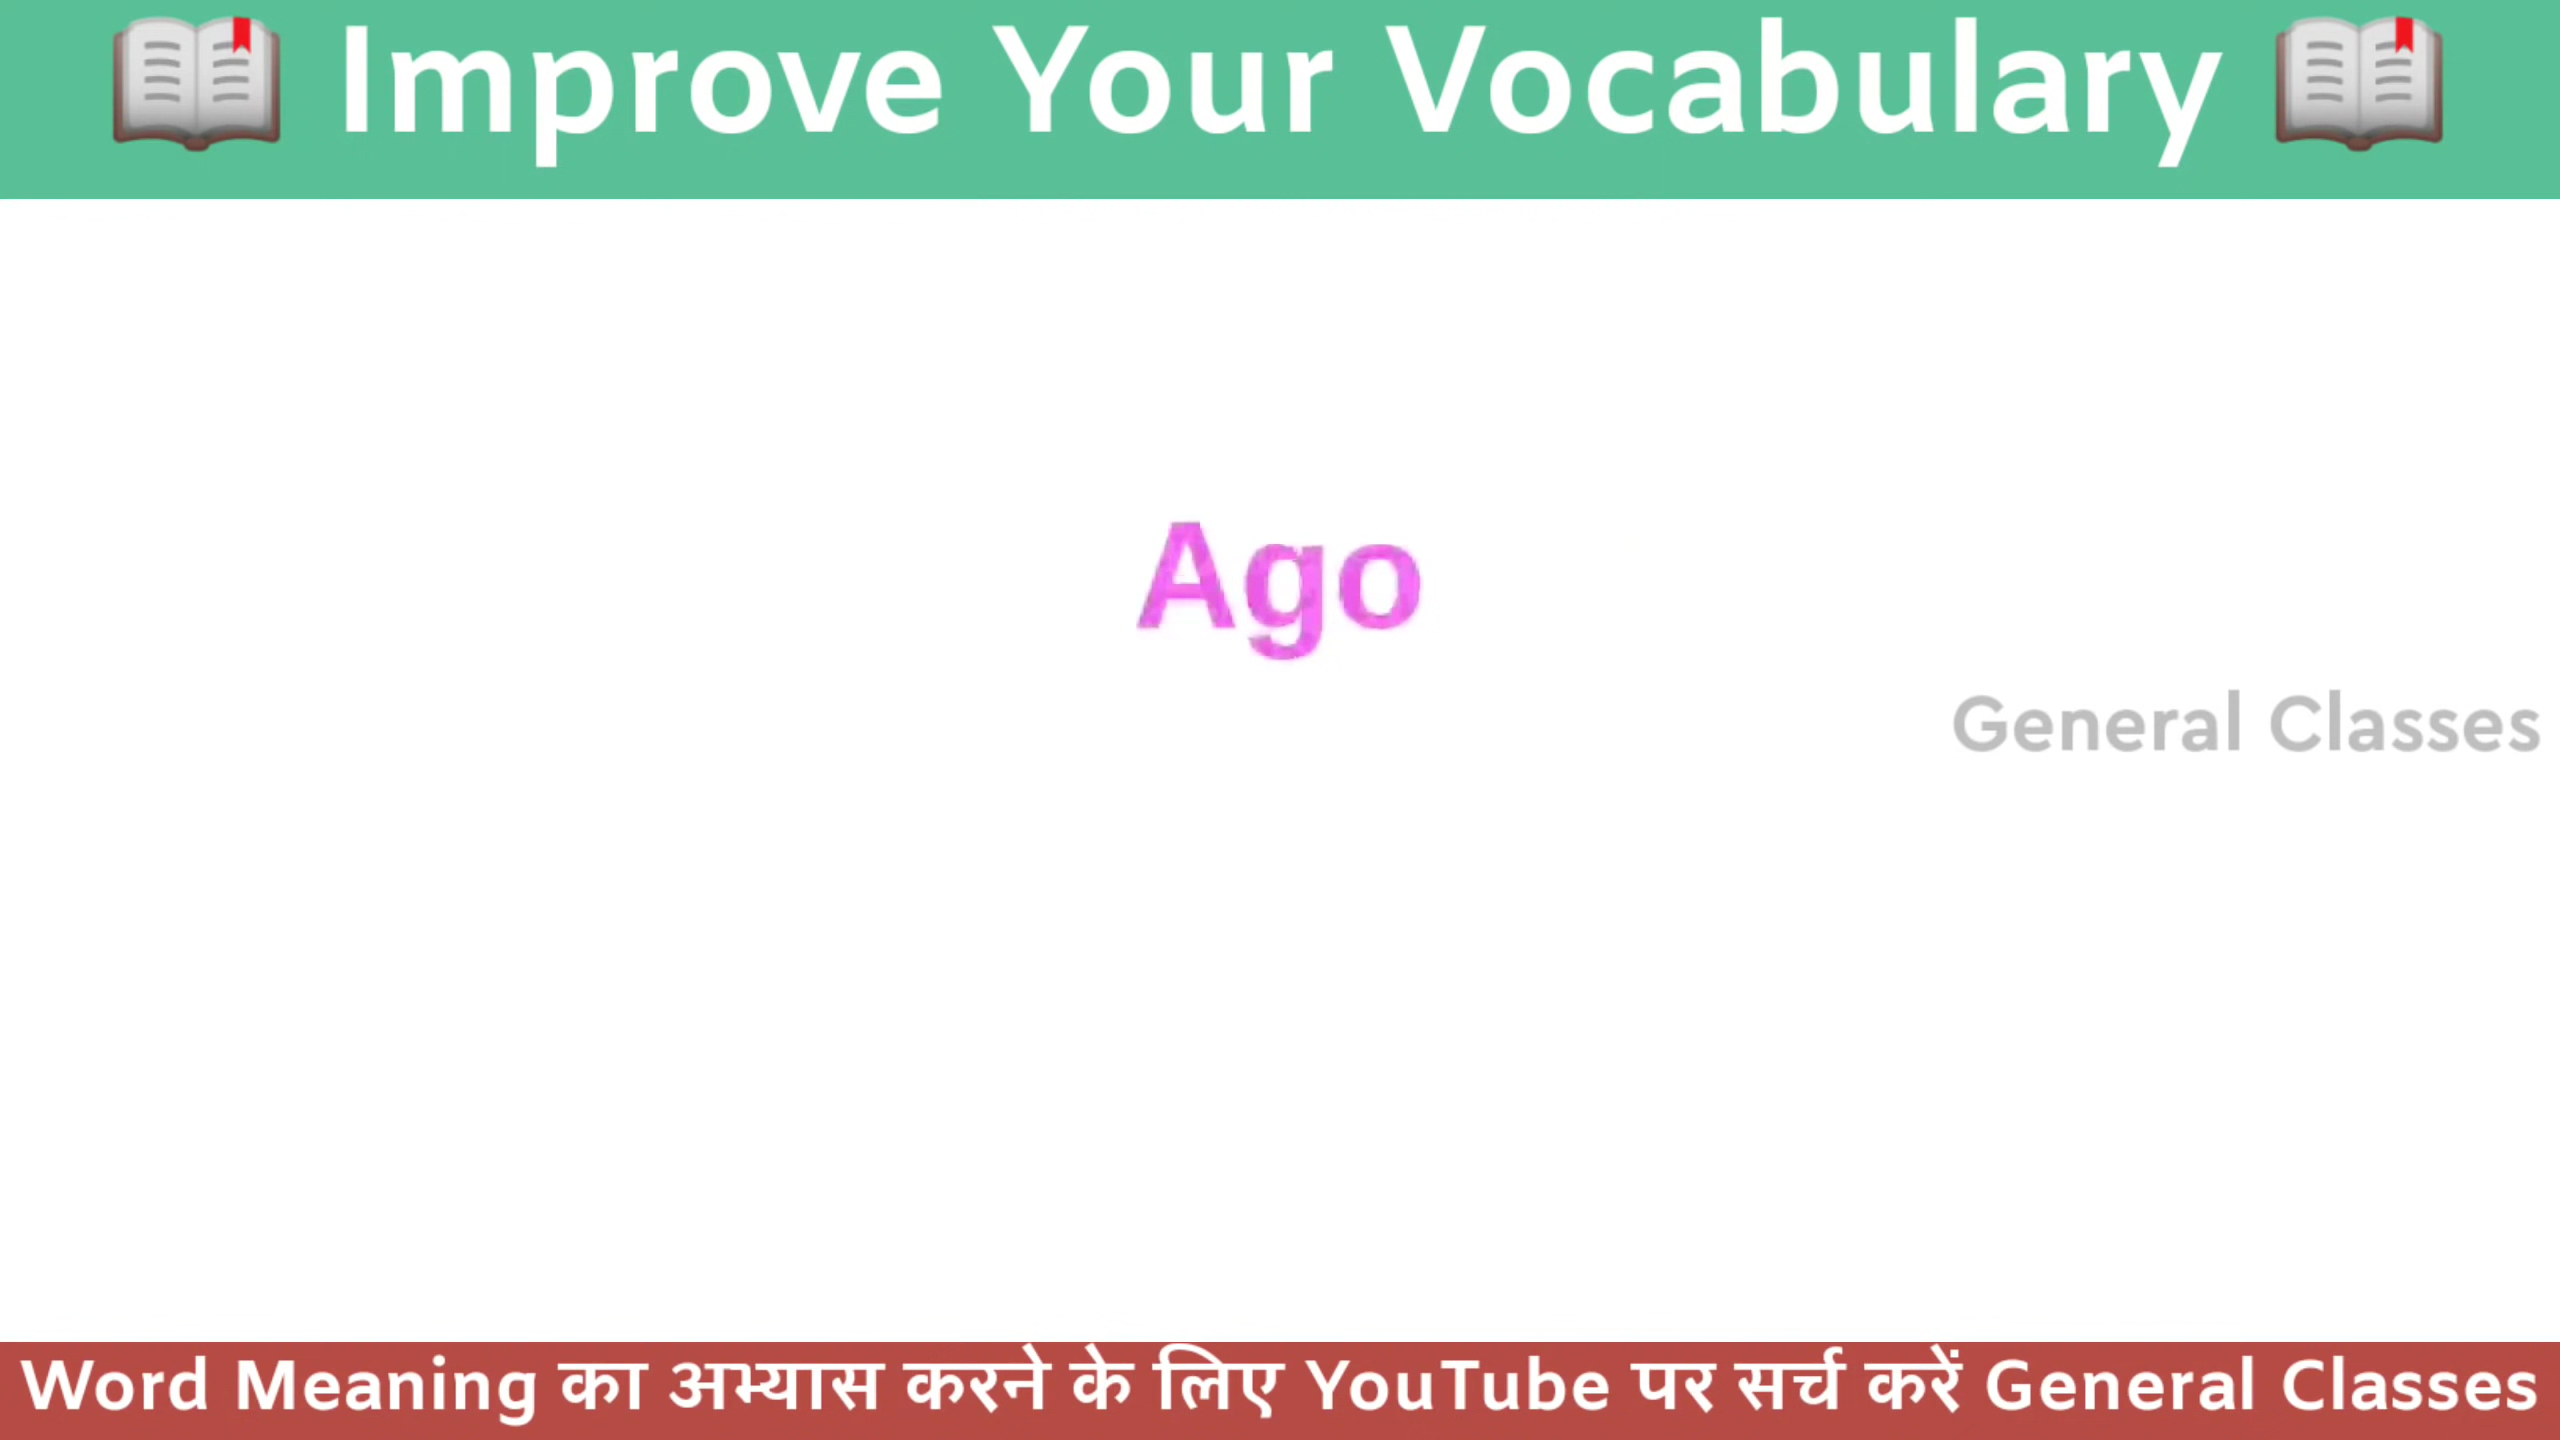 Improve Your Vocabulary
Ago
General Classes
Word Meaning का अभ्यास करने के लिए YouTube पर सर्च करें General Classes